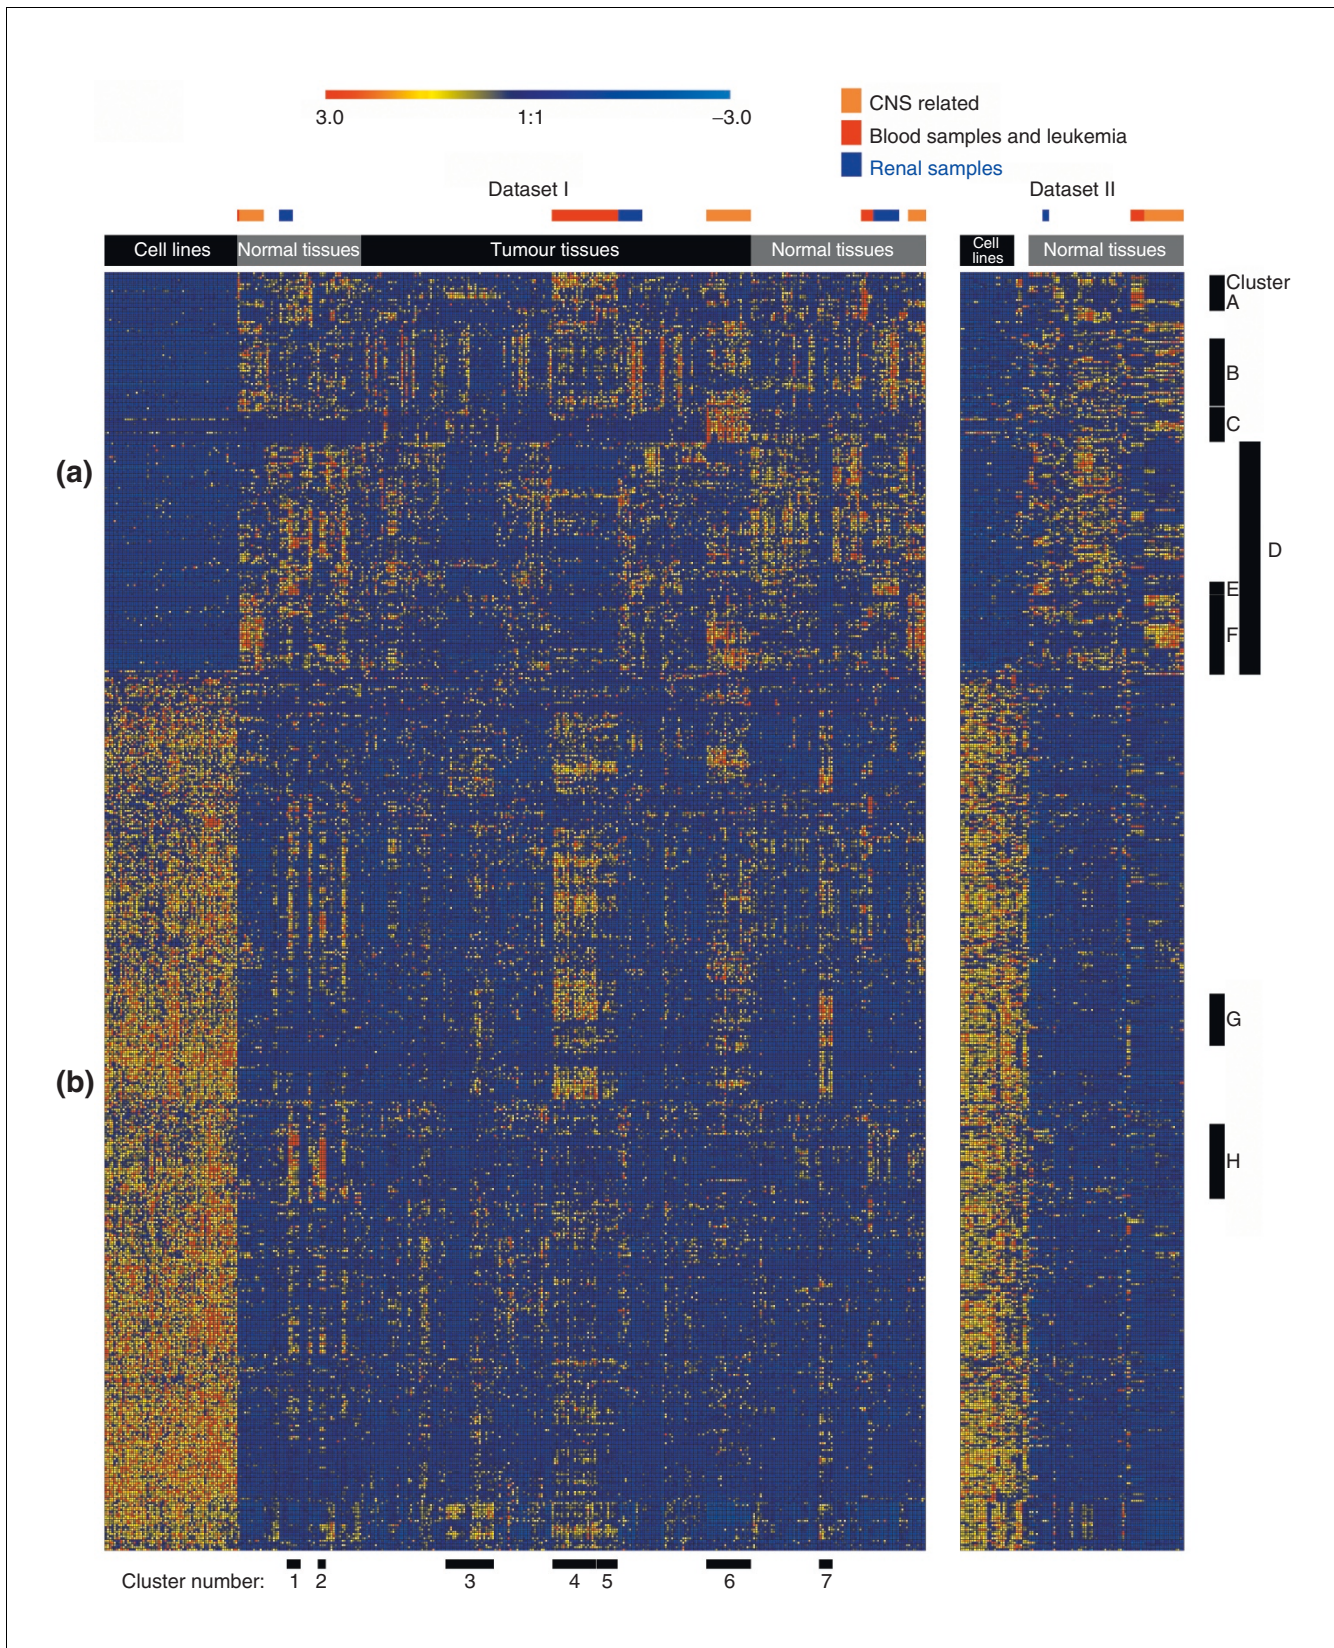 3.0 1:1 −3.0
CNS related
Blood samples and leukemia
Renal samples
Dataset I
Dataset II
Cell lines
Normal tissues
Tumour tissues
Normal tissues
Cell
lines
Normal tissues
Cluster
A
B
C
(a)
D
E
F
G
(b)
H
Cluster number: 1 2 3 4 5 6 7